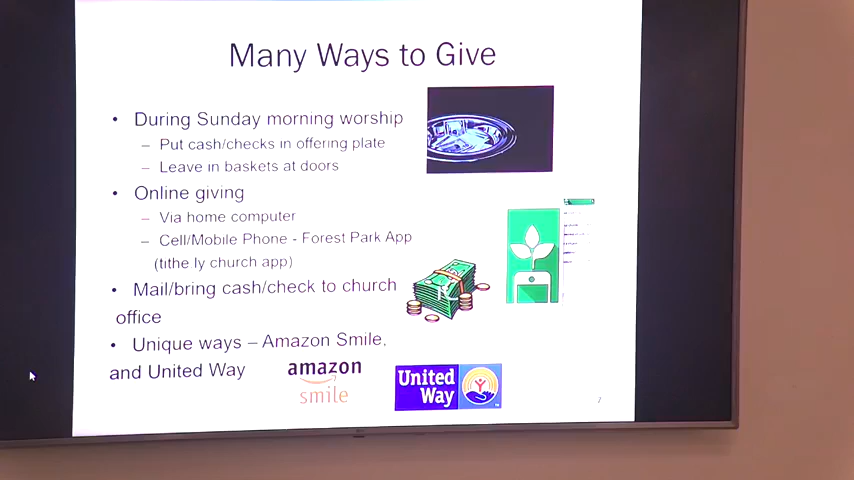 Many Ways to Give
• During Sunday morning worship
– Put cash/checks in offering plate
– Leave in baskets at doors
• Online giving
– Via home computer
– Cell/Mobile Phone - Forest Park App
(tithe ly church app)
• Mail/bring cash/check to church
office
• Unique ways – Amazon Smile,
and United Way
amazon
smile
United
Way